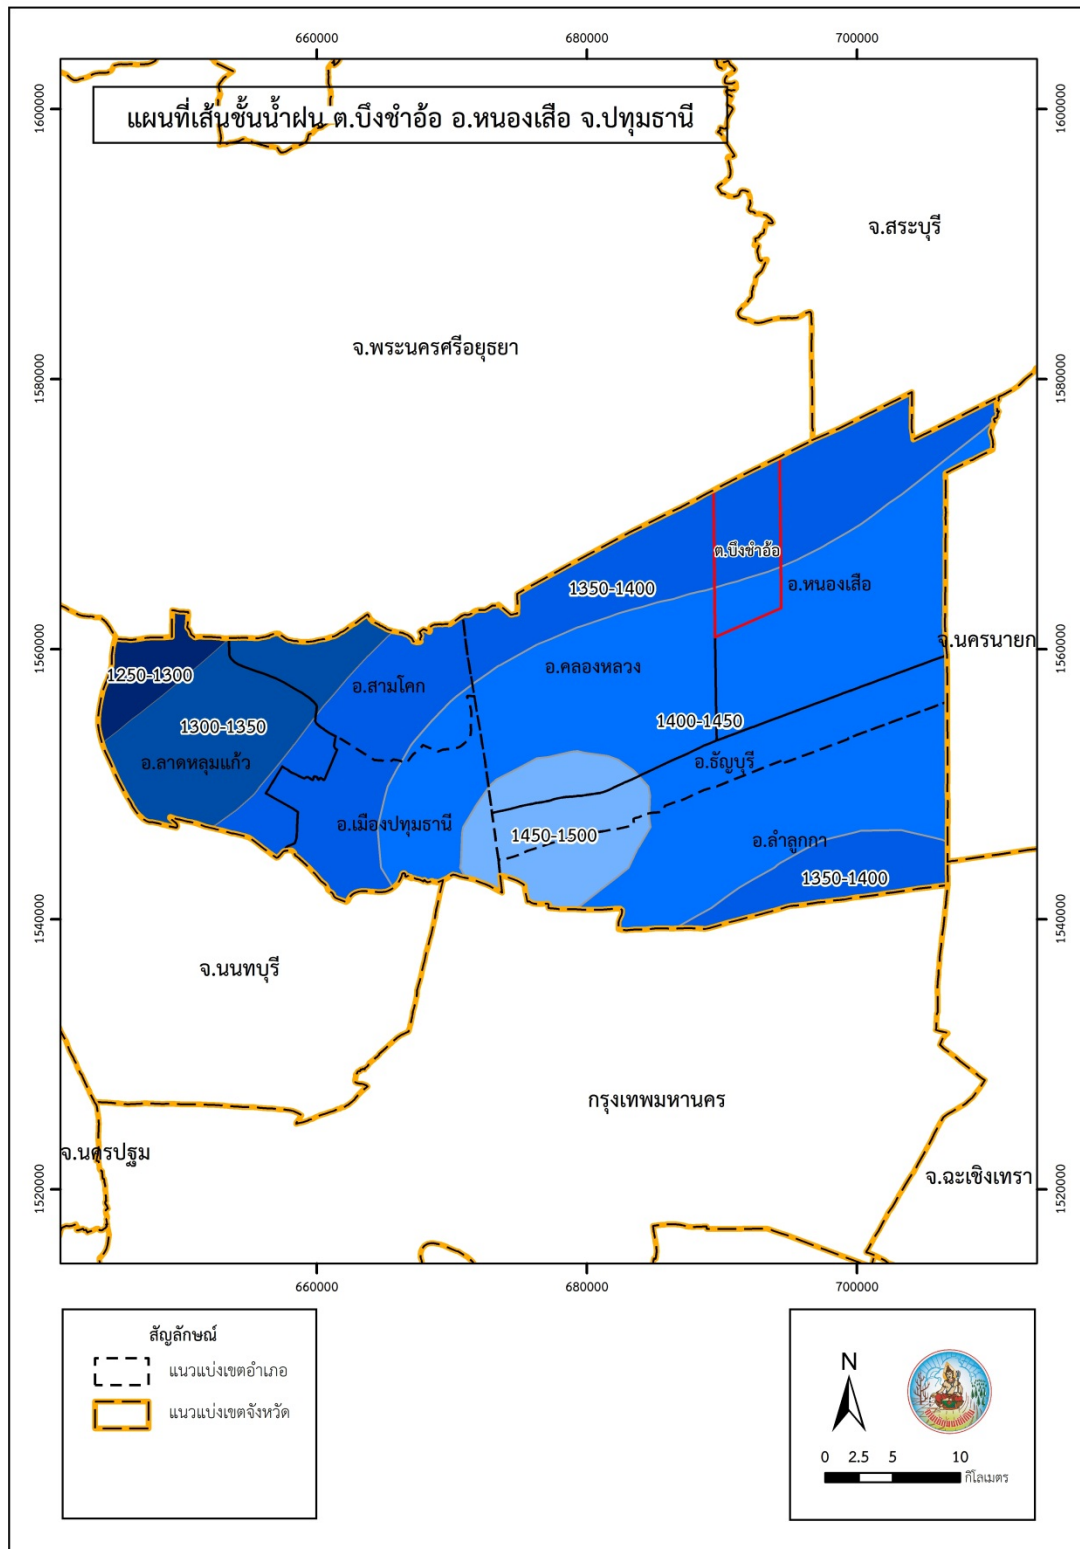 660000 680000 700000
แผนที่เส้นชั้นน้ำฝน ต.บึงชำอ้อ อ.หนองเสือ จ.ปทุมธานี
1600000 1600000
จ.สระบุรี
จ.พระนครศรีอยุธยา
1580000 1580000
ต.บึงชำอ้อ
1350-1400 อ.หนองเสือ
1560000 จ.นครนายก 1560000
1250-1300 อ.สามโคก อ.คลองหลวง
1300-1350 1400-1450
อ.ลาดหลุมแก้ว อ.ธัญบุรี
อ.เมืองปทุมธานี 1450-1500 อ.ลำลูกกา
1350-1400
1540000 1540000
จ.นนทบุรี
กรุงเทพมหานคร
จ.นครปฐม จ.ฉะเชิงเทรา
1520000 1520000
660000 680000 700000
สัญลักษณ์
แนวแบ่งเขตอำเภอ
แนวแบ่งเขตจังหวัด
N
0 2.5 5 10
กิโลเมตร